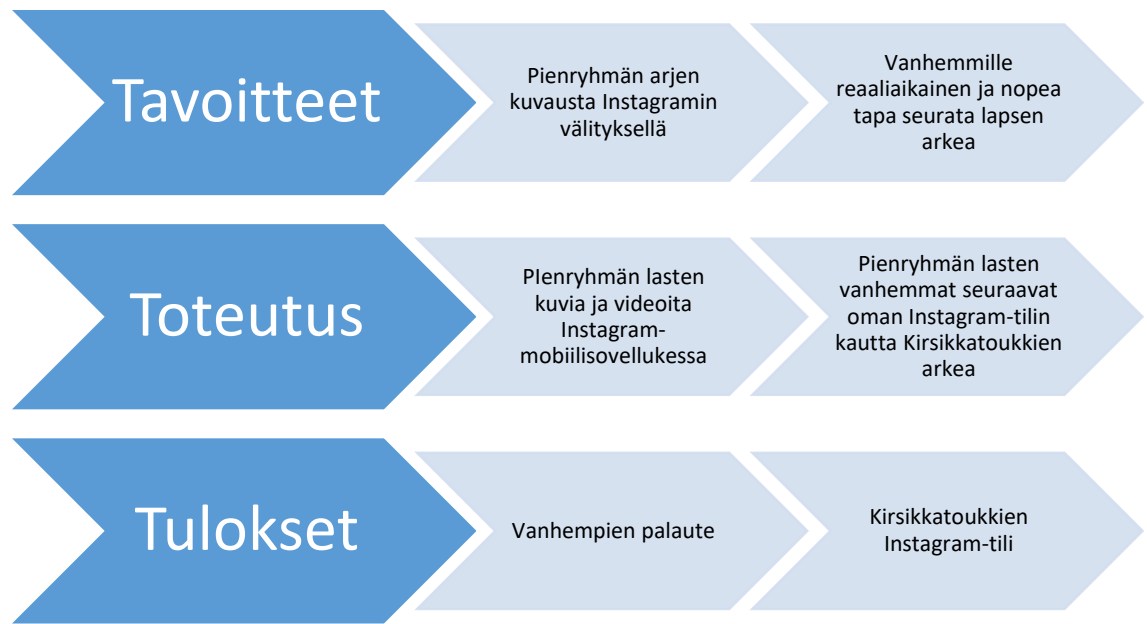 Tavoitteet
Pienryhmän arjen
kuvausta Instagramin
välityksellä
Vanhemmille
reaaliaikainen ja nopea
tapa seurata lapsen
arkea
Toteutus
PIenryhmän lasten
kuvia ja videoita
Instagram-
mobiilisovellukessa
Pienryhmän lasten
vanhemmat seuraavat
oman Instagram-tilin
kautta Kirsikkatoukkien
arkea
Tulokset
Vanhempien palaute
Kirsikkatoukkien
Instagram-tili